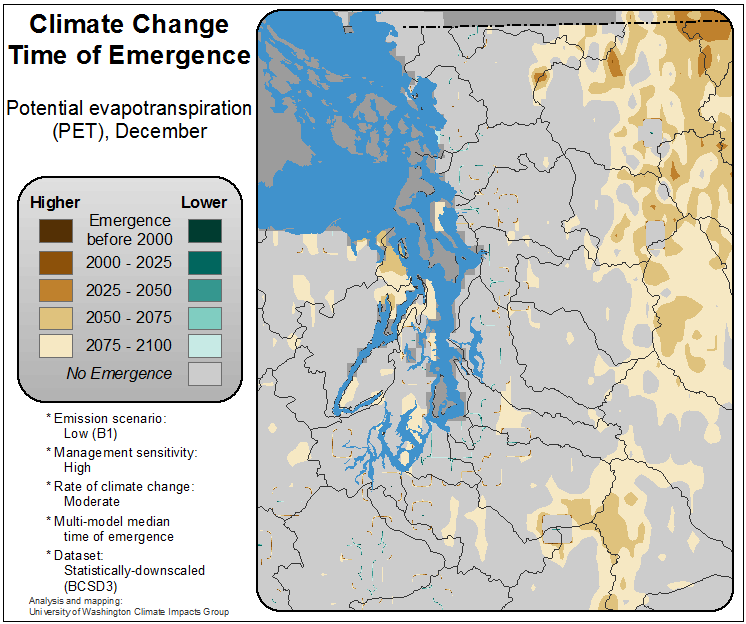 Climate Change
Time of Emergence
Potential evapotranspiration
(PET), December
Higher
Lower
Emergence
before 2000
2000 - 2025
2025 - 2050
2050 - 2075
2075 - 2100
No Emergence
* Emission scenario:
Low (B1)
* Management sensitivity:
High
* Rate of climate change:
Moderate
* Multi-model median
time of emergence
* Dataset:
Statistically-downscaled
(BCSD3)
Analysis and mapping:
University of Washington Climate Impacts Group